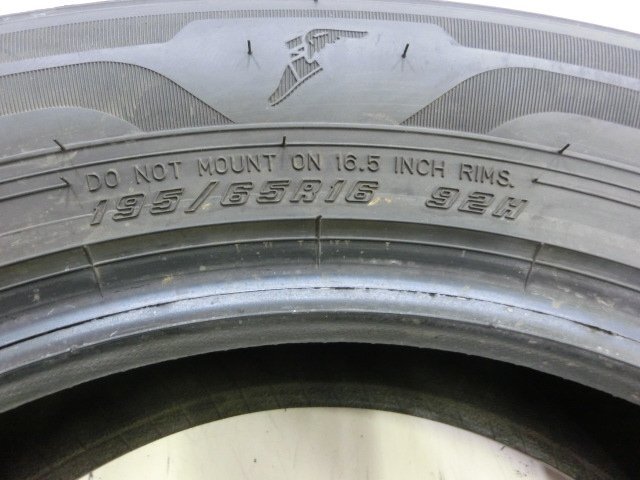 DO NOT MOUNT ON 16.5 INCH RIMS.
195/65R16 92H